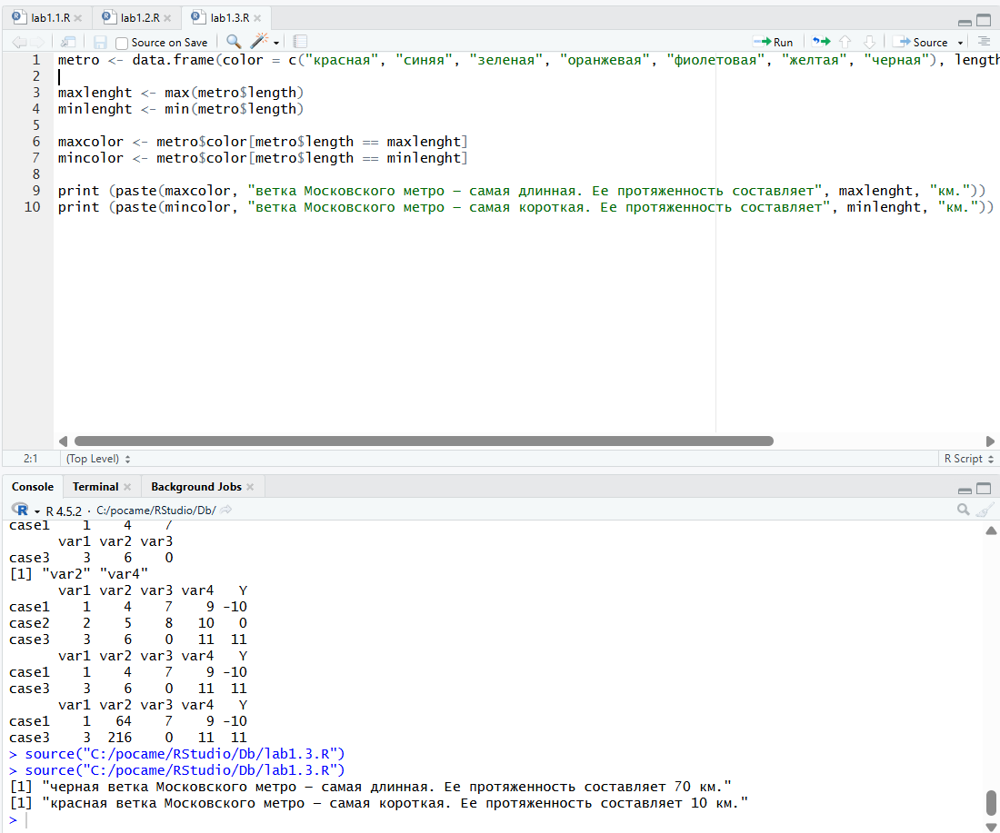 lab1.1.R lab1.2.R lab1.3.R
Source on Save Run Source
1 metro <- data.frame(color = c("красная", "синяя", "зеленая", "оранжевая", "фиолетовая", "желтая", "черная"), length
2
3 maxlenght <- max(metro$length)
4 minlenght <- min(metro$length)
5
6 maxcolor <- metro$color[metro$length == maxlenght]
7 mincolor <- metro$color[metro$length == minlenght]
8
9 print (paste(maxcolor, "ветка Московского метро – самая длинная. Ее протяженность составляет", maxlenght, "км."))
10 print (paste(mincolor, "ветка Московского метро – самая короткая. Ее протяженность составляет", minlenght, "км."))
2:1 (Top Level) R Script
Console Terminal Background Jobs
R R 4.5.2 · C:/pocame/RStudio/Db/
case1 1 4 7
var1 var2 var3
case3 3 6 0
[1] "var2" "var4"
var1 var2 var3 var4 Y
case1 1 4 7 9 -10
case2 2 5 8 10 0
case3 3 6 0 11 11
var1 var2 var3 var4 Y
case1 1 4 7 9 -10
case3 3 6 0 11 11
var1 var2 var3 var4 Y
case1 1 64 7 9 -10
case3 3 216 0 11 11
> source("C:/pocame/RStudio/Db/lab1.3.R")
> source("C:/pocame/RStudio/Db/lab1.3.R")
[1] "черная ветка Московского метро – самая длинная. Ее протяженность составляет 70 км."
[1] "красная ветка Московского метро – самая короткая. Ее протяженность составляет 10 км."
>